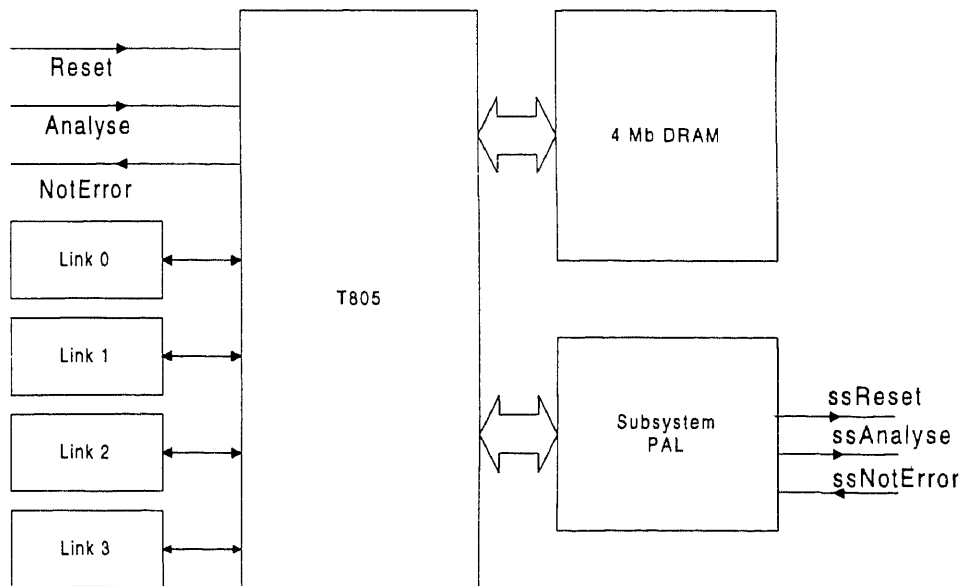 Reset
Analyse
NotError
Link 0
Link 1
Link 2
Link 3
T805
4 Mb DRAM
Subsystem
PAL
ssReset
ssAnalyse
ssNotError